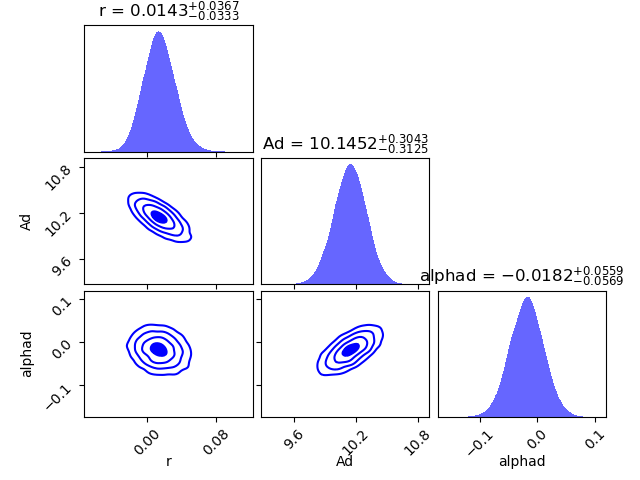 r = 0.0143+0.0367−0.0333
Ad = 10.1452+0.3043−0.3125
10.8
10.2
9.6
Ad
alphad = −0.0182+0.0559−0.0569
0.1
0.0
−0.1
alphad
0.00
0.08
r
9.6
10.2
10.8
Ad
−0.1
0.0
0.1
alphad